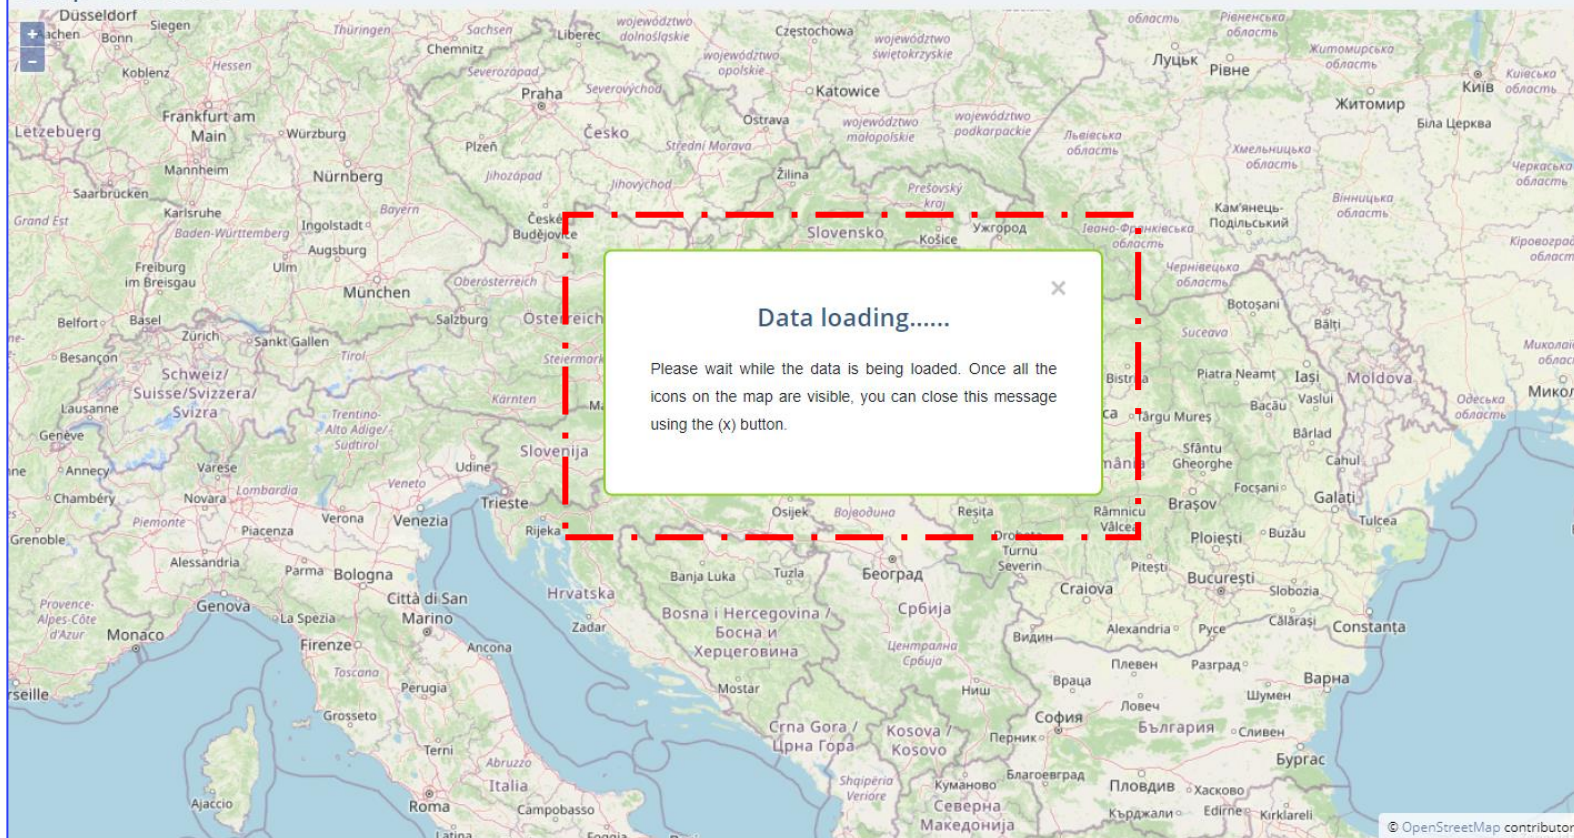 Düsseldorf
Siegen
Thüringen
Sachsen
Liberec
województwo
dolnośląskie
Częstochowa
województwo
świętokrzyskie
область
Рівненська
область
Житомирська
область
+
−
Bonn
Chemnitz
województwo
opolskie
Луцьк
Рівне
Київ
Київська
область
Koblenz
Hessen
Severozápad
Praha
Severovýchod
Katowice
Житомир
Frankfurt am
Main
Würzburg
Česko
Ostrava
województwo
małopolskie
województwo
podkarpackie
Львівська
область
Біла Церква
Letzebuerg
Plzeň
Střední Morava
Хмельницька
область
Mannheim
Nürnberg
Jihozápad
Jihovýchod
Žilina
Prešovský
kraj
Черкаська
область
Saarbrücken
Вінницька
область
Grand Est
Karlsruhe
Bayern
České
Budějovice
Кам'янець-
Подільський
Baden-Württemberg
Ingolstadt
Slovensko
Košice
Ужгород
Івано-Франківська
область
Augsburg
Кіровоград
област
Freiburg
im Breisgau
Ulm
München
Oberösterreich
Чернівецька
область
Botoșani
Belfort
Basel
Zürich
Sankt Gallen
Salzburg
Österreich
×
Data loading......
Suceava
Bălți
Besançon
Tirol
Steiermark
Please wait while the data is being loaded. Once all the
icons on the map are visible, you can close this message
using the (x) button.
Bistrița
Piatra Neamț
Iași
Moldova
Schweiz/
Suisse/Svizzera/
Svizra
Lausanne
Kärnten
Târgu Mureș
Bacău
Vaslui
Одеська
область
Genève
Trentino-
Alto Adige/
Südtirol
Slovenija
Sfântu
Gheorghe
Bârlad
Annecy
Varese
Udine
Cahul
Chambéry
Novara
Lombardia
Veneto
Trieste
Focșani
Galați
Piemonte
Piacenza
Verona
Venezia
Rijeka
Osijek
Војводина
Reșița
Râmnicu
Vâlcea
Brașov
Tulcea
Grenoble
Drobeta-
Turnu
Severin
Ploiești
Buzău
Alessandria
Parma
Bologna
Banja Luka
Tuzla
Београд
Pitești
București
Slobozia
Provence-
Alpes-Côte
d'Azur
Genova
La Spezia
Città di San
Marino
Hrvatska
Bosna i Hercegovina /
Босна и
Херцеговина
Србија
Craiova
Călărași
Constanța
Monaco
Firenze
Ancona
Zadar
Централна
Србија
Видин
Alexandria
Русе
Toscana
Perugia
Mostar
Ниш
Враца
Плевен
Разград
Шумен
Варна
Grosseto
Crna Gora /
Црна Гора
Kosova /
Kosovo
Перник
София
Ловеч
България
Сливен
Terni
Abruzzo
Бургас
Italia
Shqipëria
Veriore
Куманово
Благоевград
Пловдив
Хасково
Ajaccio
Roma
Campobasso
Северна
Македонија
Кърджали
Edirne
Kırklareli
© OpenStreetMap contributor